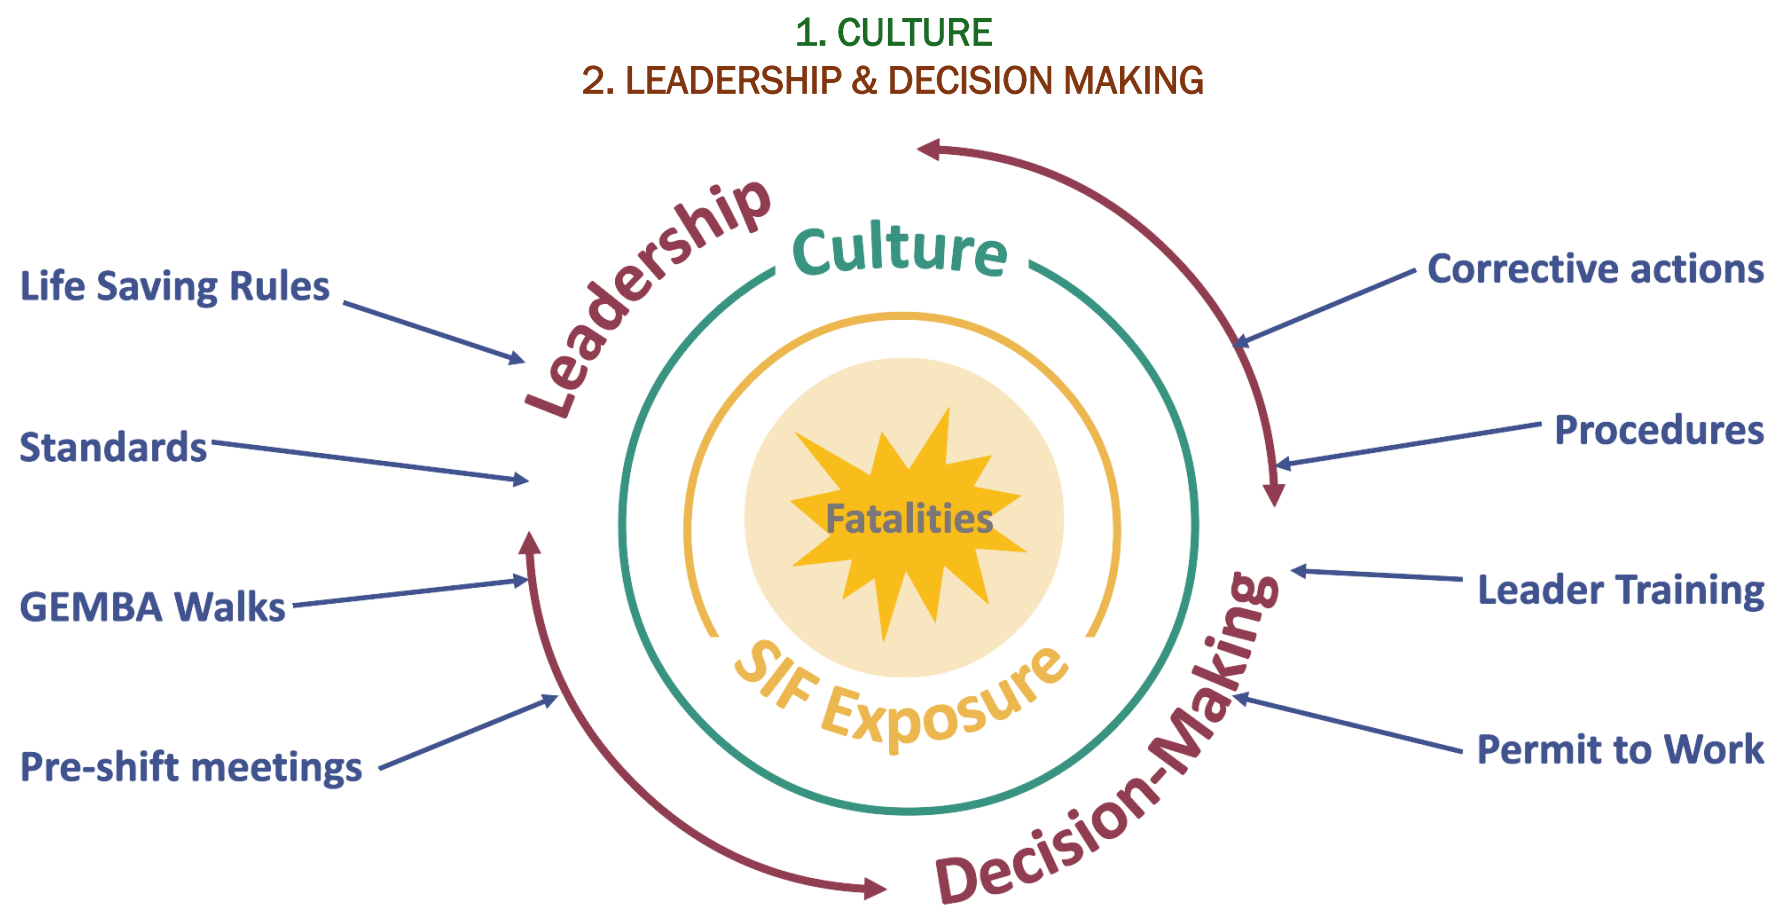 1. CULTURE
2. LEADERSHIP & DECISION MAKING
Leadership
Culture
Life Saving Rules
Corrective actions
Standards
Procedures
Fatalities
GEMBA Walks
Leader Training
SIF Exposure
Pre-shift meetings
Permit to Work
Decision-Making